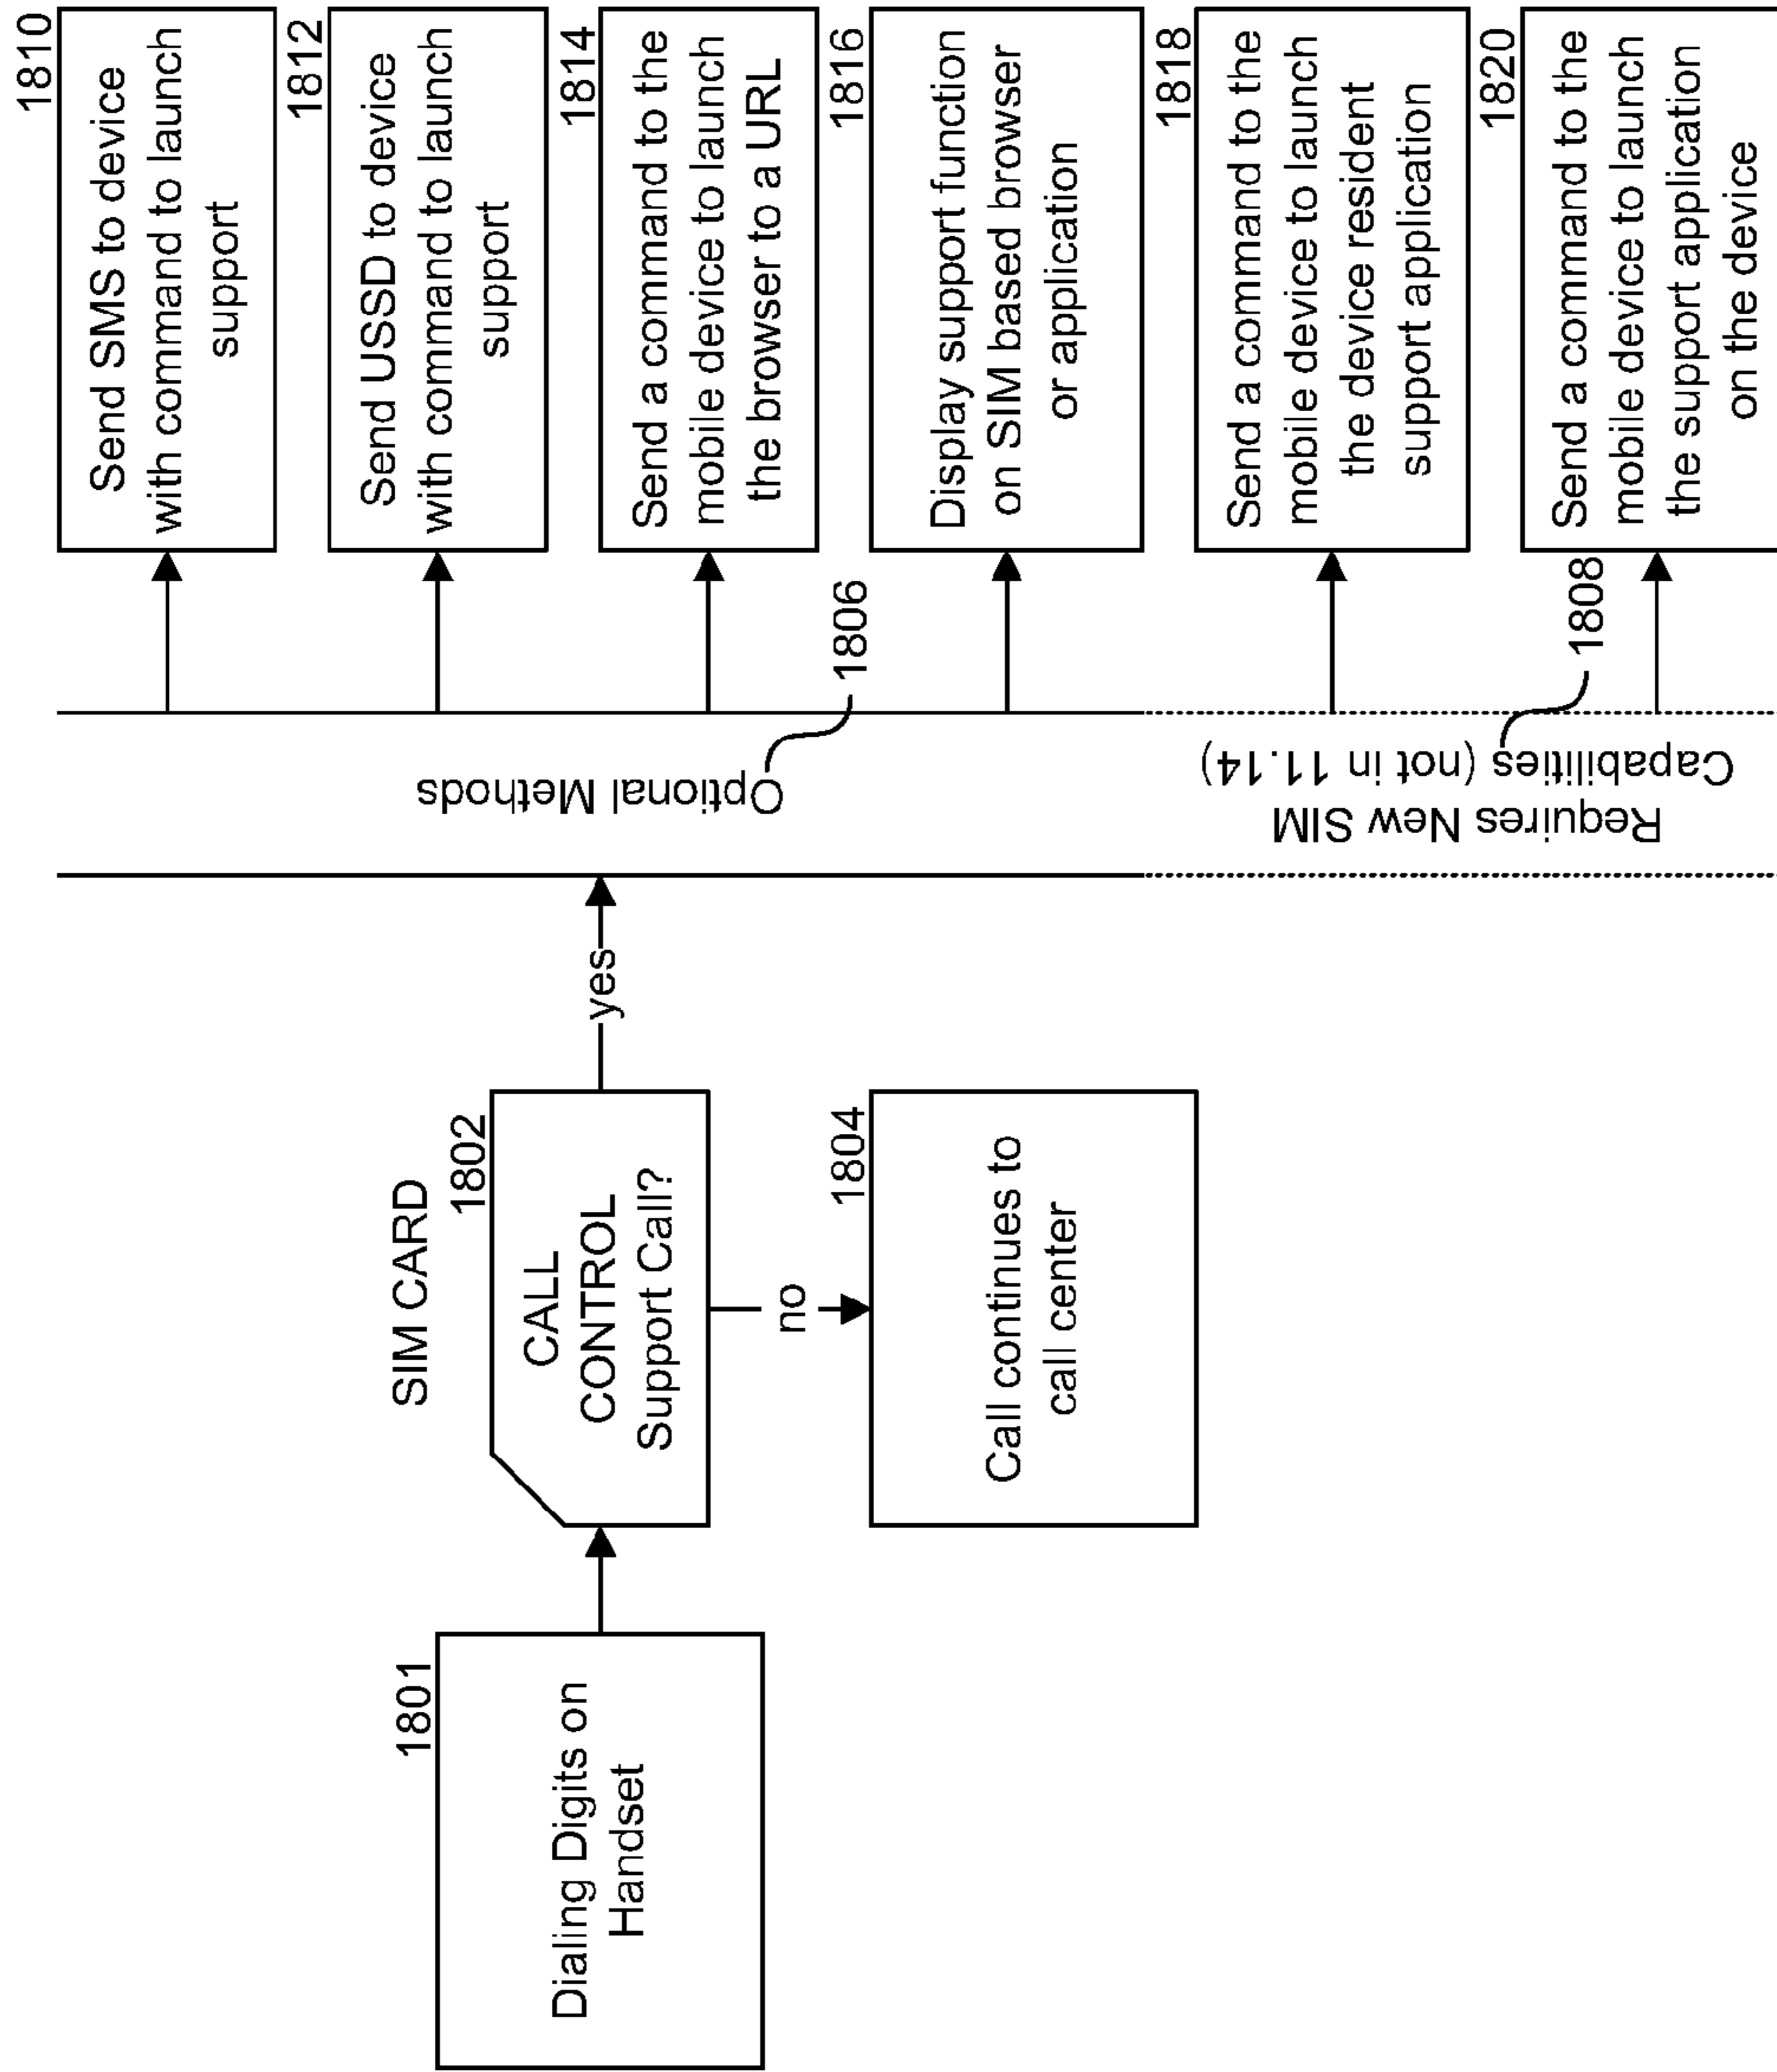 1801
Dialing Digits on
Handset
SIM CARD
1802
CALL
CONTROL
Support Call?
yes
no
1804
Call continues to
call center
Optional Methods
1806
Requires New SIM
Capabilities (not in 11.14)
1808
1810
Send SMS to device
with command to launch
support
1812
Send USSD to device
with command to launch
support
1814
Send a command to the
mobile device to launch
the browser to a URL
1816
Display support function
on SIM based browser
or application
1818
Send a command to the
mobile device to launch
the device resident
support application
1820
Send a command to the
mobile device to launch
the support application
on the device